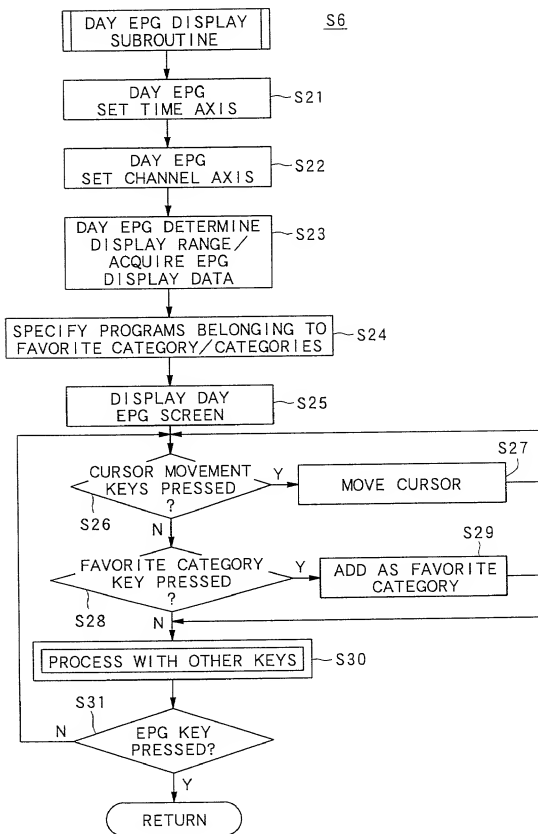 DAY EPG DISPLAY
SUBROUTINE
S6
DAY EPG
SET TIME AXIS
S21
DAY EPG
SET CHANNEL AXIS
S22
DAY EPG DETERMINE
DISPLAY RANGE/
ACQUIRE EPG
DISPLAY DATA
S23
SPECIFY PROGRAMS BELONGING TO
FAVORITE CATEGORY/CATEGORIES
S24
DISPLAY DAY
EPG SCREEN
S25
CURSOR MOVEMENT
KEYS PRESSED
?
S26
Y
N
MOVE CURSOR
S27
FAVORITE CATEGORY
KEY PRESSED
?
S28
Y
N
ADD AS FAVORITE
CATEGORY
S29
PROCESS WITH OTHER KEYS
S30
S31
N
EPG KEY
PRESSED?
Y
RETURN